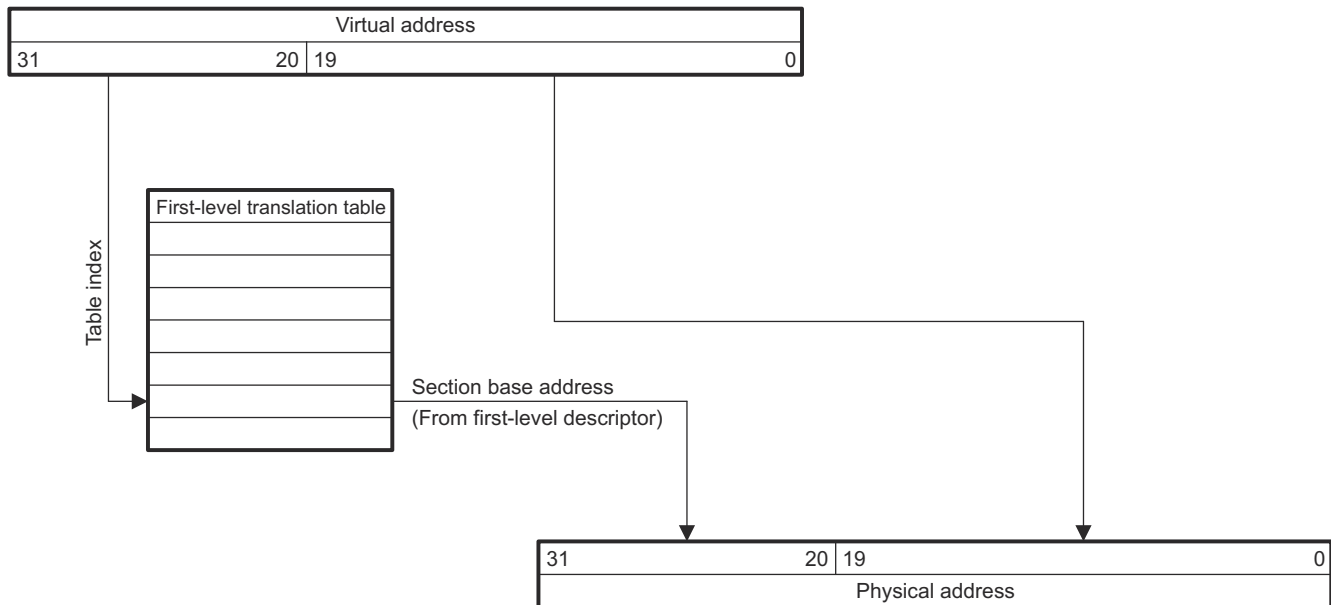 Virtual address
31 20 19 0
First-level translation table
Table index
Section base address
(From first-level descriptor)
31 20 19 0
Physical address